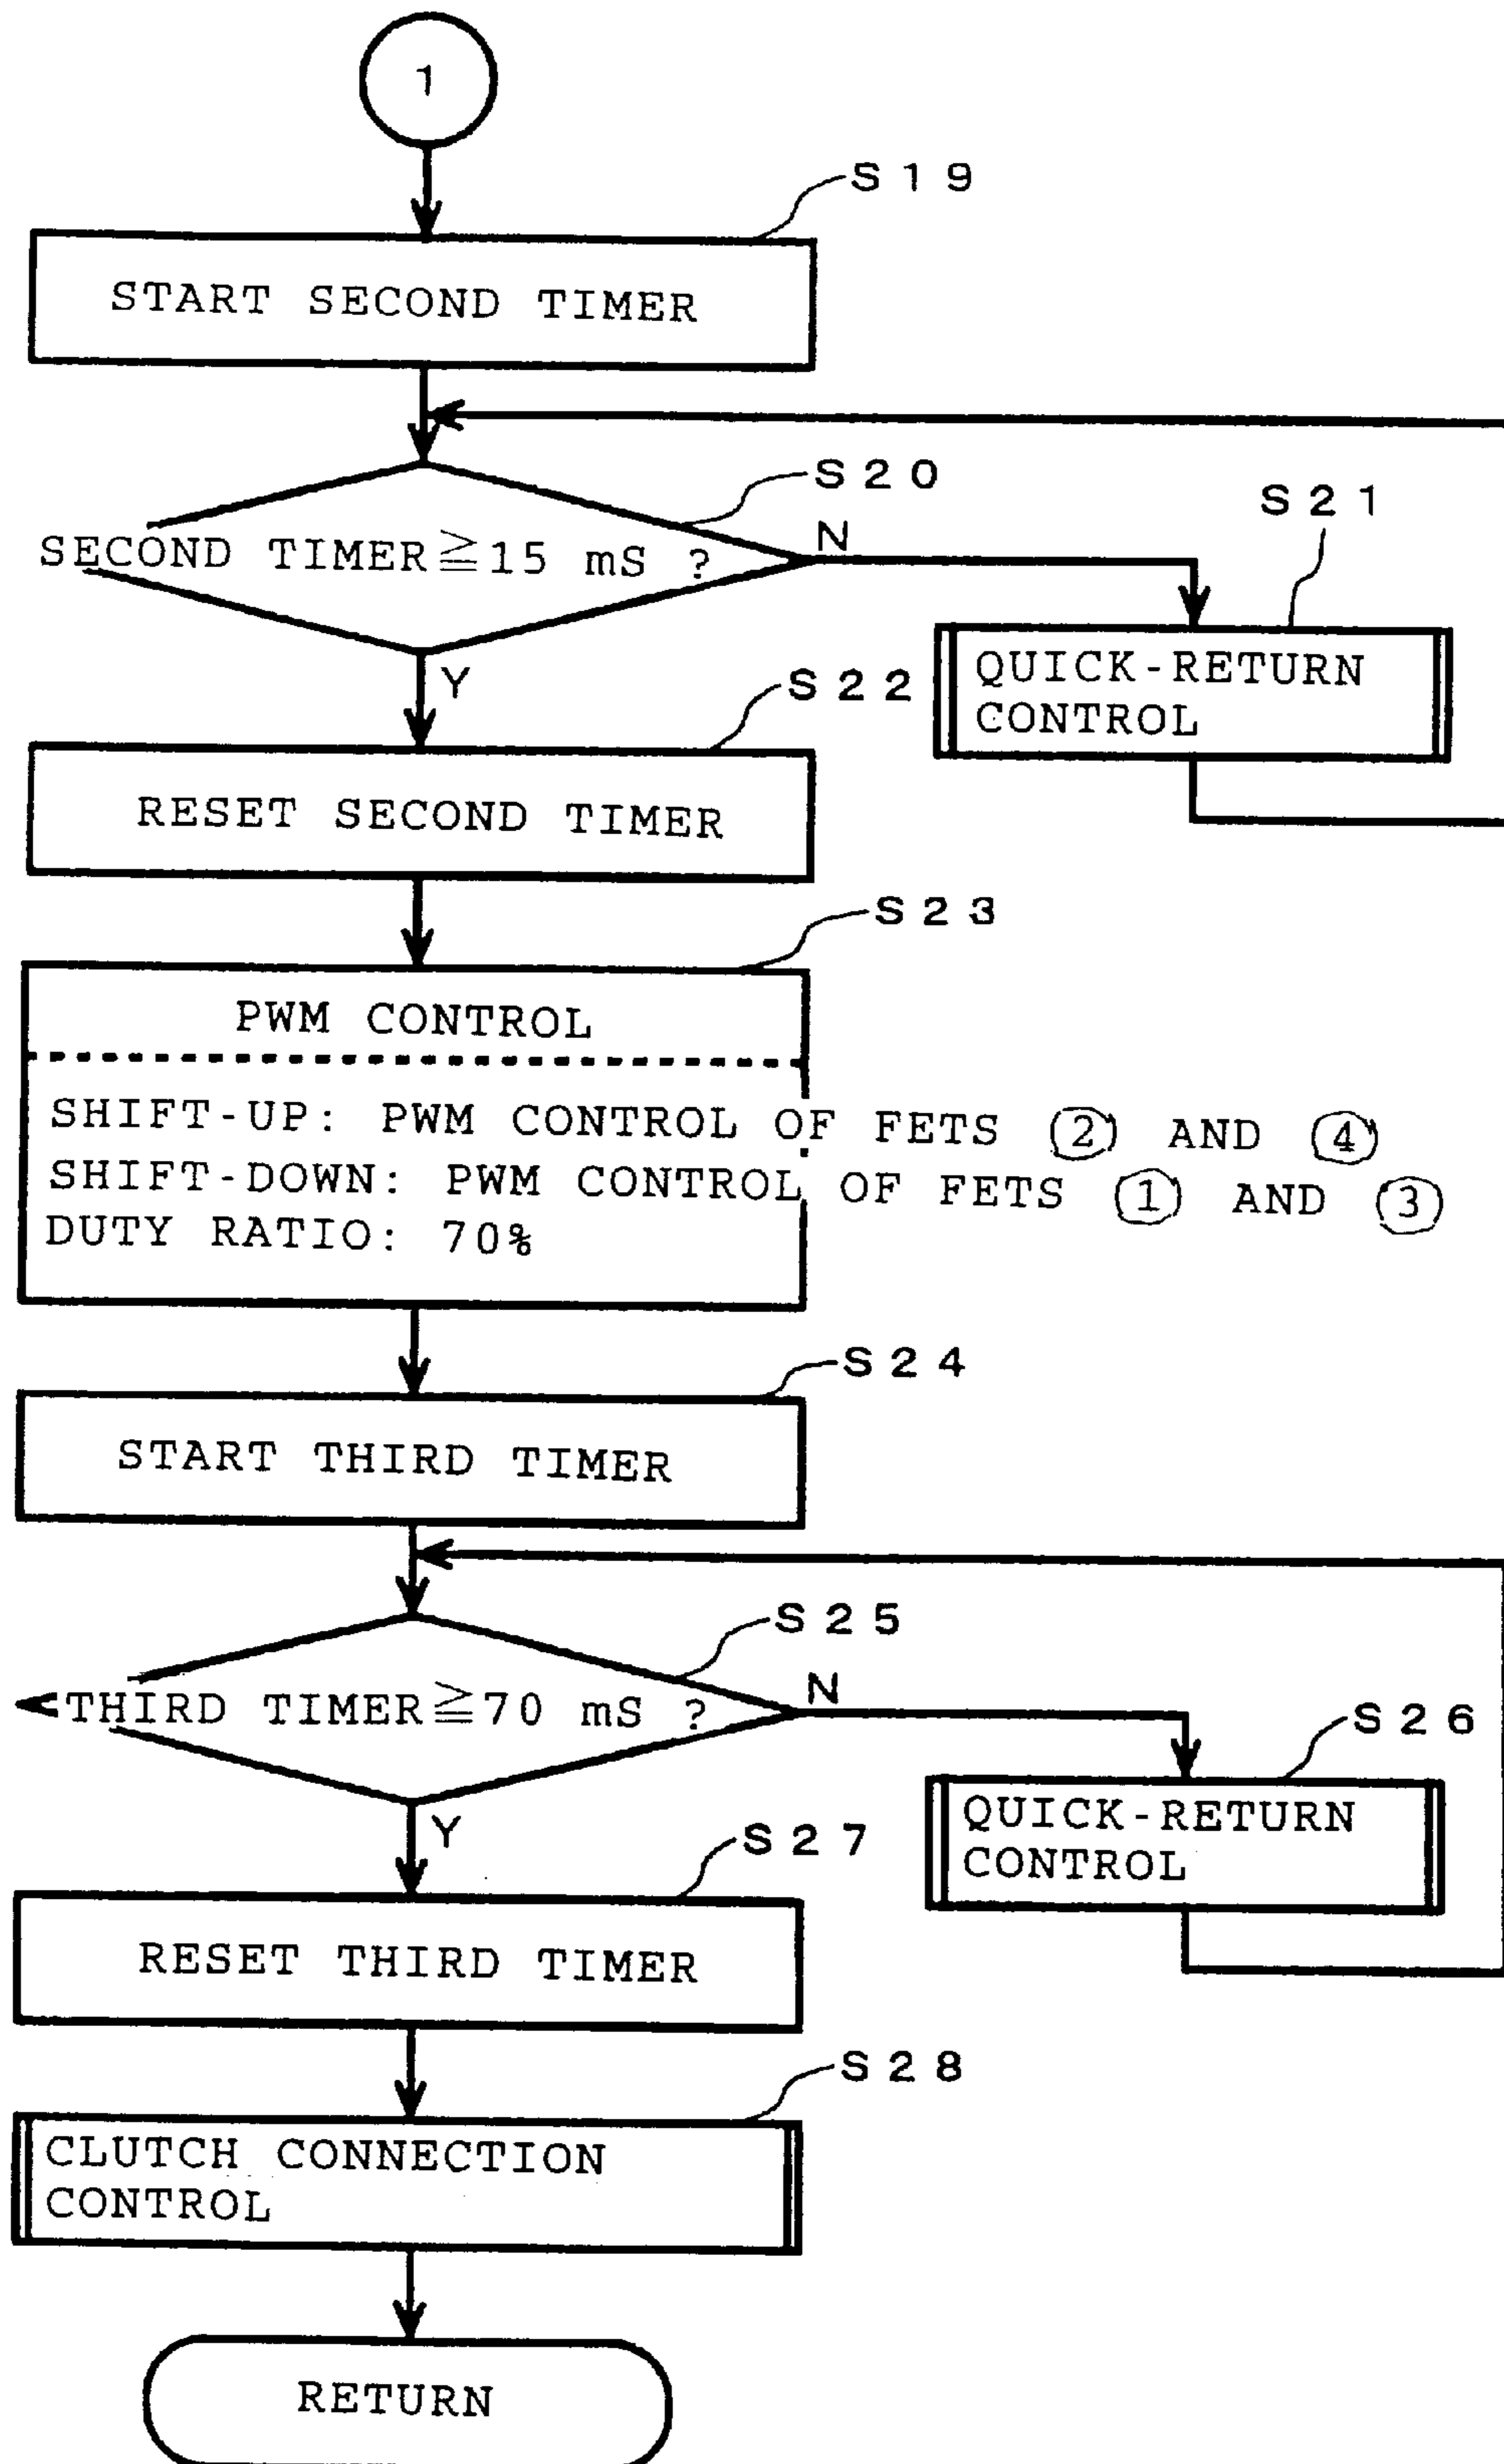 1
S19
START SECOND TIMER
S20
SECOND TIMER≧15 mS ?
N
S21
QUICK-RETURN
CONTROL
Y
S22
RESET SECOND TIMER
S23
PWM CONTROL
SHIFT-UP: PWM CONTROL OF FETS ② AND ④
SHIFT-DOWN: PWM CONTROL OF FETS ① AND ③
DUTY RATIO: 70%
S24
START THIRD TIMER
S25
THIRD TIMER≧70 mS ?
N
S26
QUICK-RETURN
CONTROL
Y
S27
RESET THIRD TIMER
S28
CLUTCH CONNECTION
CONTROL
RETURN